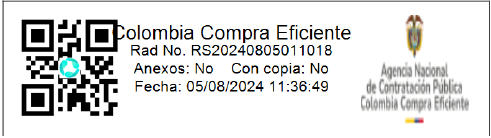 Colombia Compra Eficiente
Rad No. RS20240805011018
Anexos: No Con copia: No
Fecha: 05/08/2024 11:36:49
Agencia Nacional
de Contratación Pública
Colombia Compra Eficiente